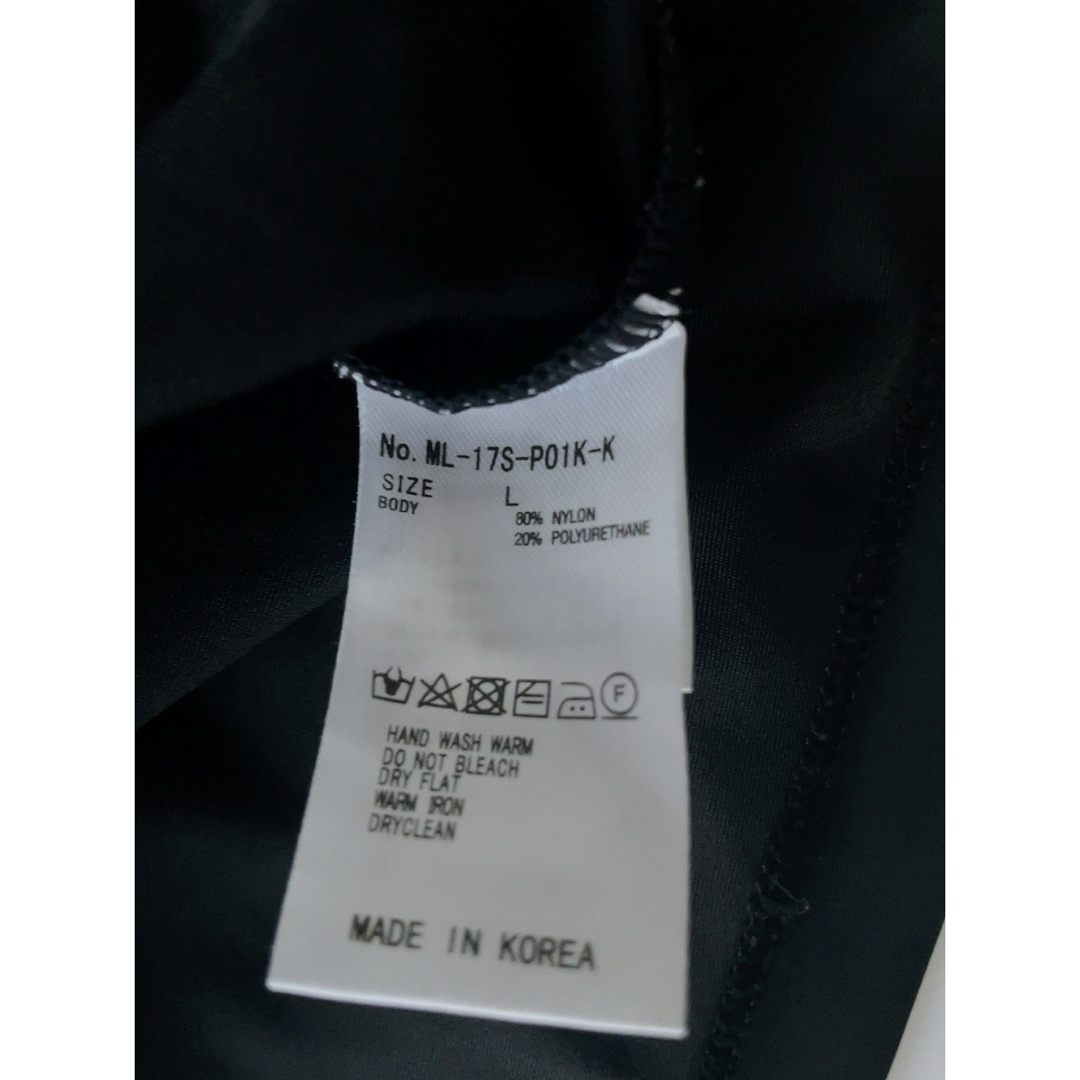 No. ML-17S-P01K-K
SIZE L
BODY 80% NYLON
20% POLYURETHANE
F
HAND WASH WARM
DO NOT BLEACH
DRY FLAT
WARM IRON
DRYCLEAN
MADE IN KOREA